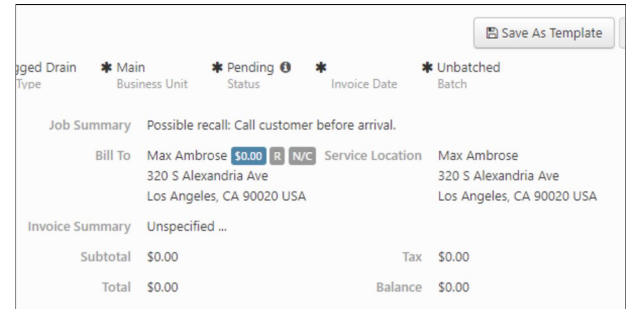 Save As Template
gged Drain ✱ Main ✱ Pending ✱ ✱ Unbatched
Type Business Unit Status Invoice Date Batch
Job Summary Possible recall: Call customer before arrival.
Bill To Max Ambrose $0.00 R N/C Service Location Max Ambrose
320 S Alexandria Ave 320 S Alexandria Ave
Los Angeles, CA 90020 USA Los Angeles, CA 90020 USA
Invoice Summary Unspecified ...
Subtotal $0.00 Tax $0.00
Total $0.00 Balance $0.00